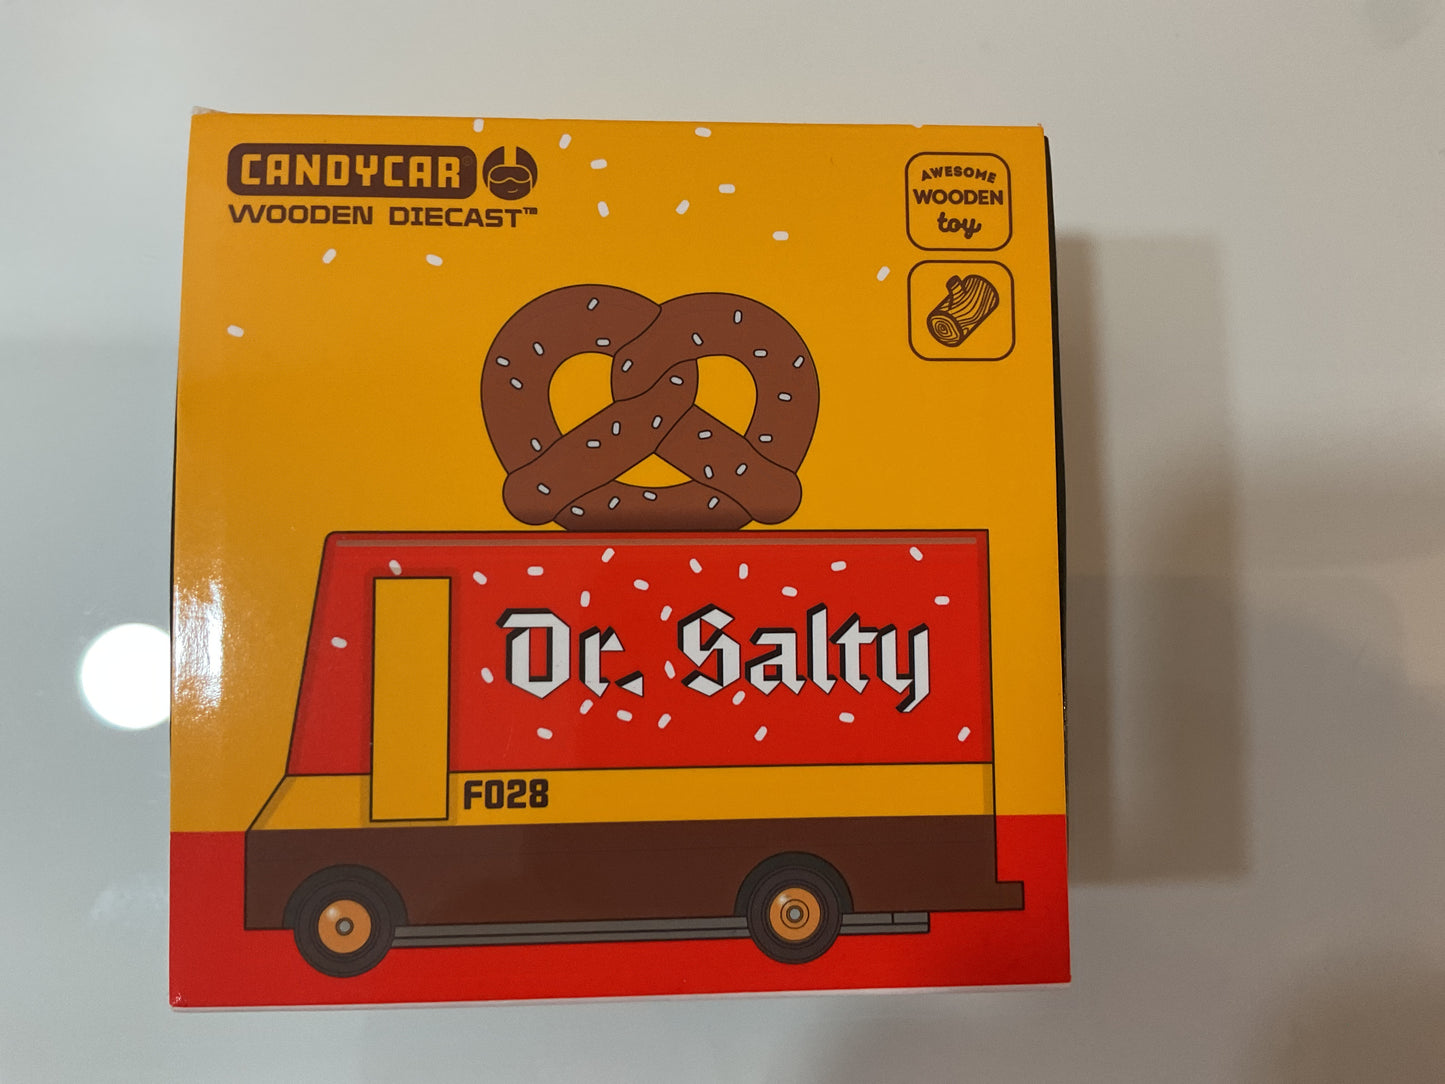 CANDYCAR®
WOODEN DIECAST™
AWESOME
WOODEN
toy
Dr. Salty
F028